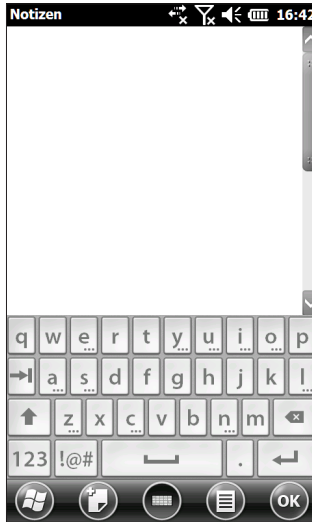 Notizen 16:42
q w e r t y u i o p
a s d f g h j k l
z x c v b n m
123 !@# .
OK